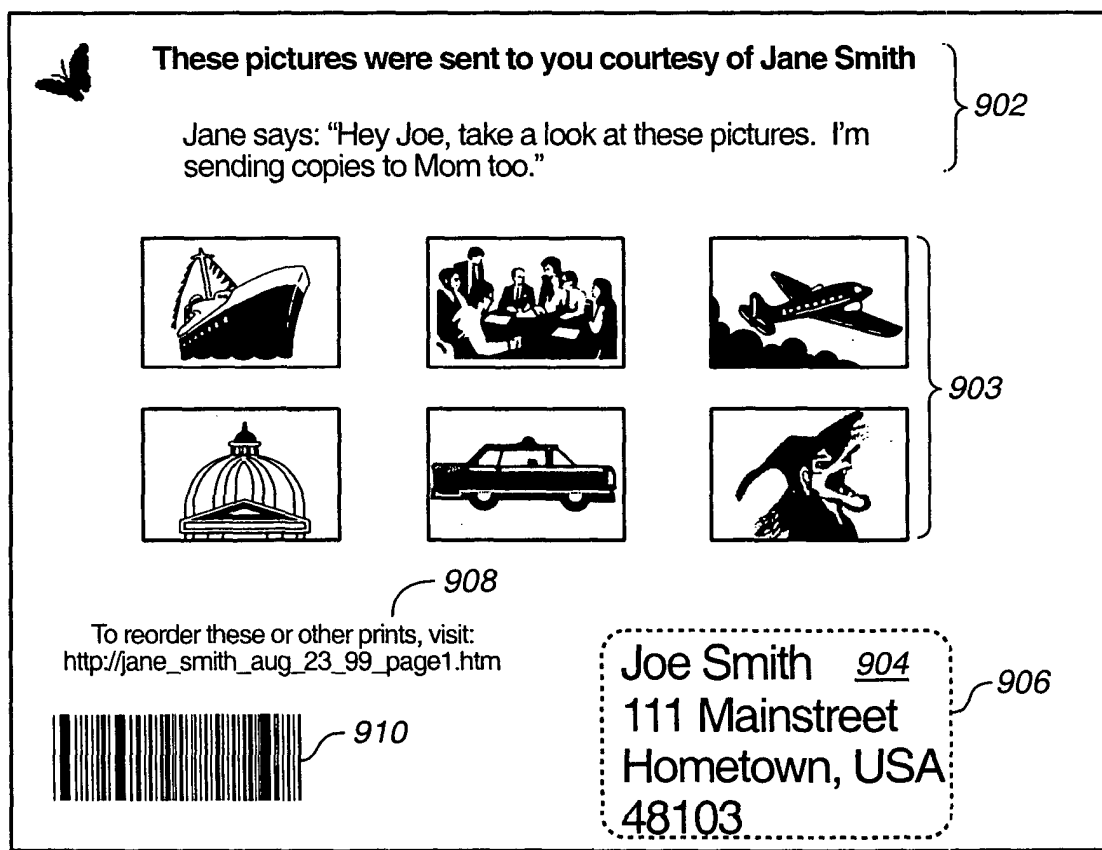 These pictures were sent to you courtesy of Jane Smith
902
Jane says: “Hey Joe, take a look at these pictures.  I’m
sending copies to Mom too.”
903
908
To reorder these or other prints, visit:
http://jane_smith_aug_23_99_page1.htm
910
Joe Smith 904
111 Mainstreet
Hometown, USA
48103
906